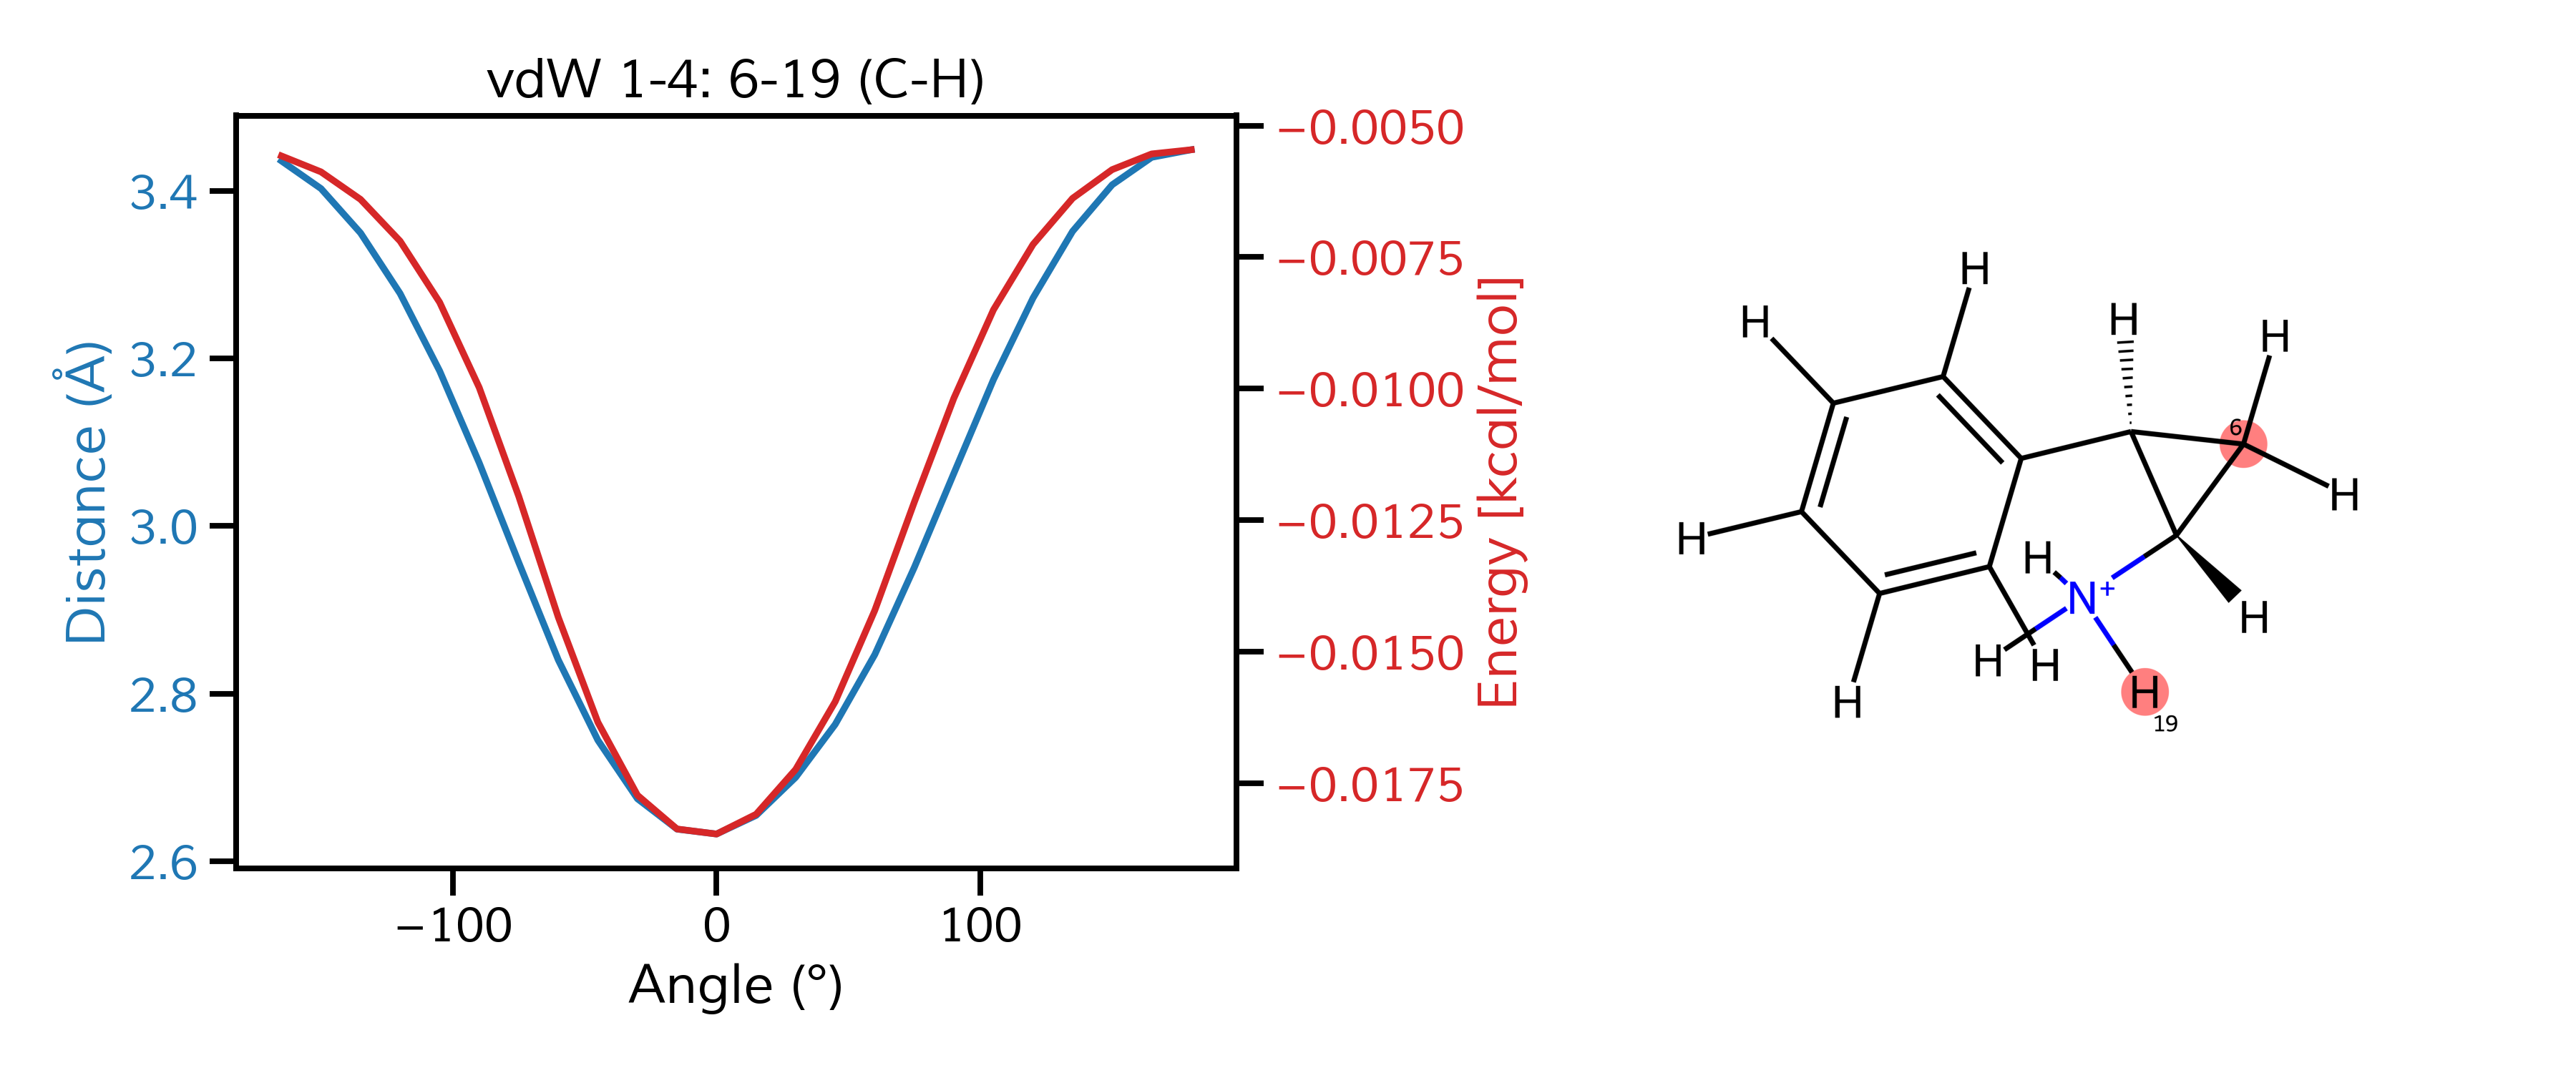 vdW 1-4: 6-19 (C-H)
Distance (Å)
3.4
3.2
3.0
2.8
2.6
−100
0
100
Angle (°)
−0.0050
−0.0075
−0.0100
−0.0125
−0.0150
−0.0175
Energy [kcal/mol]
H
H
H
H
6
H
H
H
N+
H
H
H
H
H
19